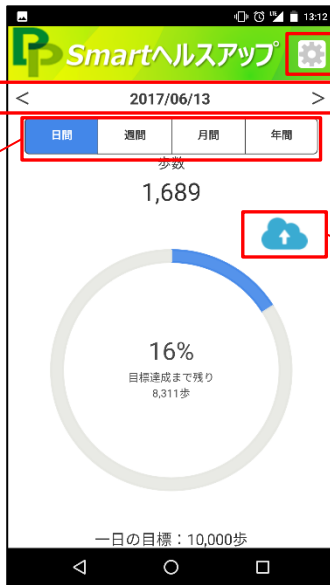 LTE 13:12
PP Smartヘルスアップ
< 2017/06/13 >
日間 週間 月間 年間
歩数
1,689
16%
目標達成まで残り
8,311歩
一日の目標：10,000歩